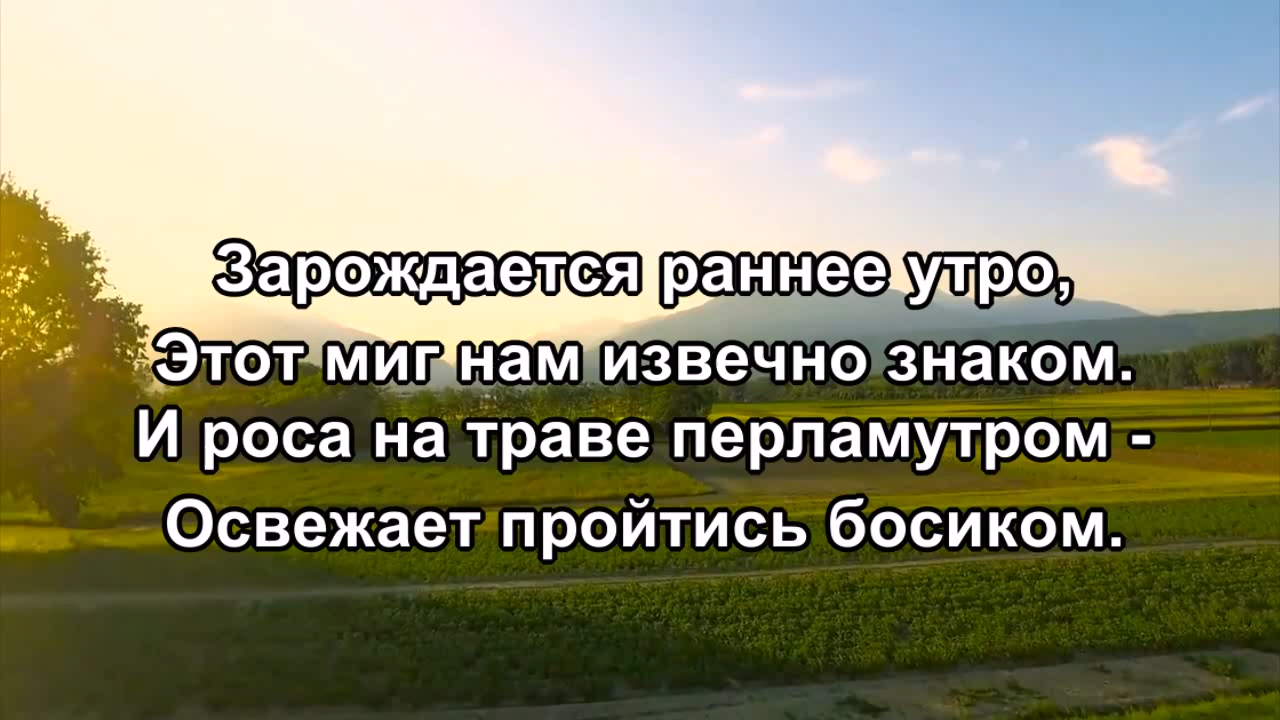 Зарождается раннее утро,
Этот миг нам извечно знаком.
И роса на траве перламутром -
Освежает пройтись босиком.